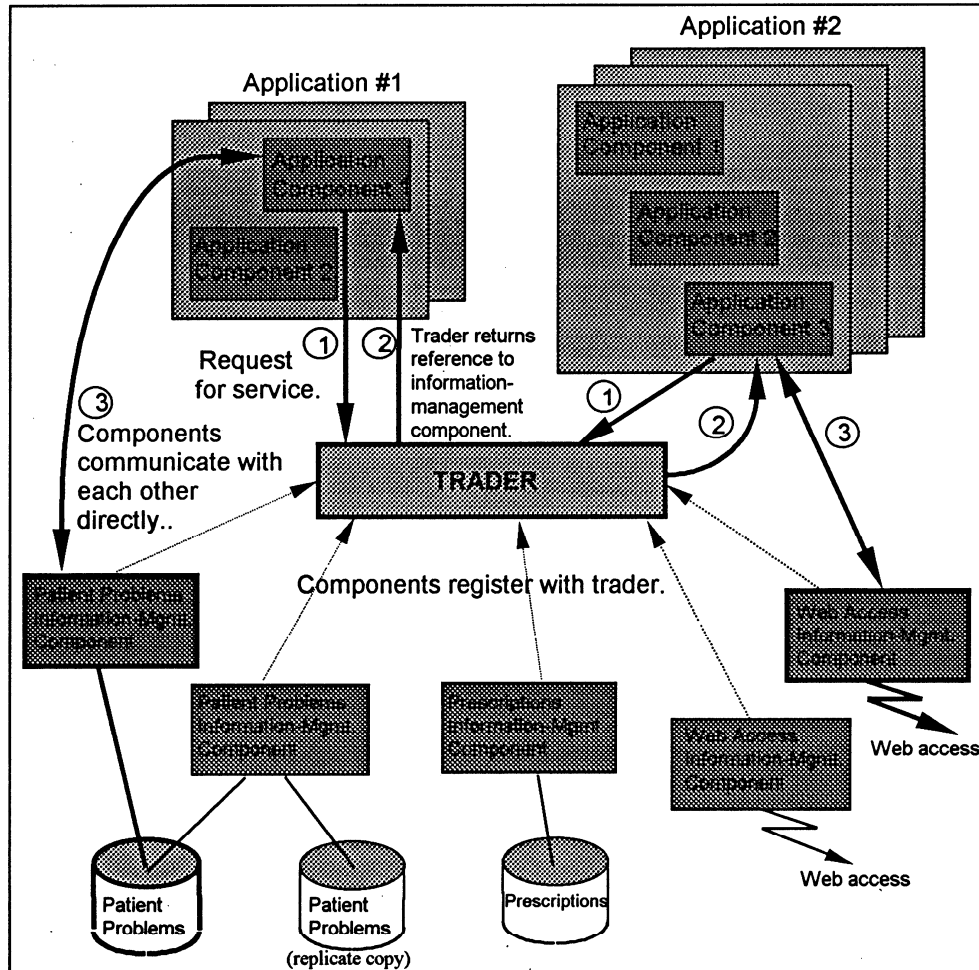 Application #2
Application #1
Application
Component 1
Application
Component 2
Application
Component 1
Application
Component 2
Application
Component 3
①
②
Request
for service.
Trader returns
reference to
information-
management
component.
①
②
③
③
Components
communicate with
each other
directly..
TRADER
Components register with trader.
Patient Problems
Information-Mgmt.
Component
Patient Problems
Information-Mgmt.
Component
Prescriptions
Information-Mgmt.
Component
Web Access
Information-Mgmt.
Component
Web Access
Information-Mgmt.
Component
Web access
Web access
Patient
Problems
Patient
Problems
(replicate copy)
Prescriptions